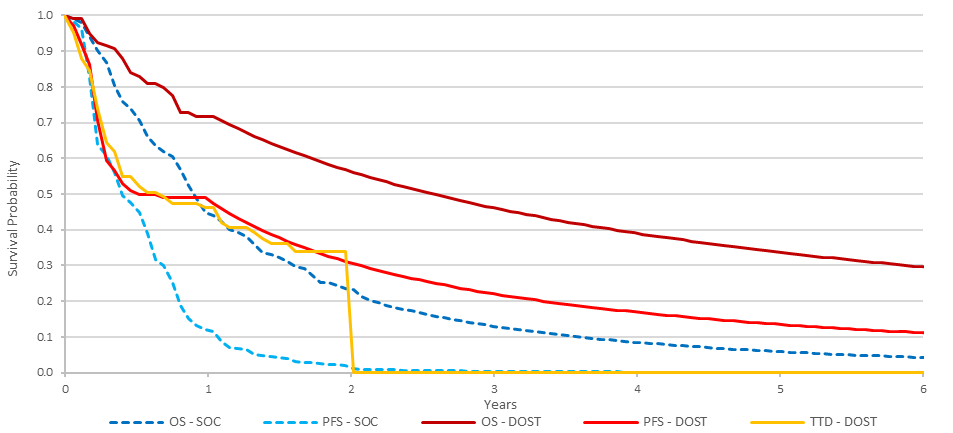 1.0
0.9
0.8
0.7
0.6
0.5
0.4
0.3
0.2
0.1
0.0
Survival Probability
0 1 2 3 4 5 6
Years
OS - SOC PFS - SOC OS - DOST PFS - DOST TTD - DOST